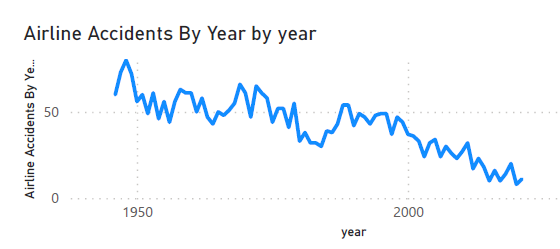 Airline Accidents By Year by year
Airline Accidents By Ye...
50
0
1950
2000
year